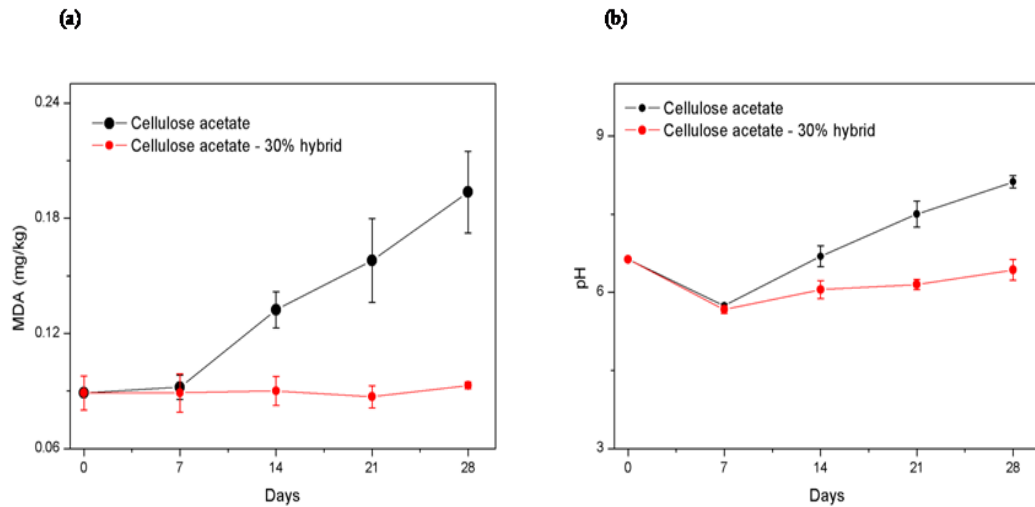 (a)
(b)
0.24
0.18
0.12
0.06
MDA (mg/kg)
Cellulose acetate
Cellulose acetate - 30% hybrid
0 7 14 21 28
Days
9
6
3
pH
Cellulose acetate
Cellulose acetate - 30% hybrid
0 7 14 21 28
Days